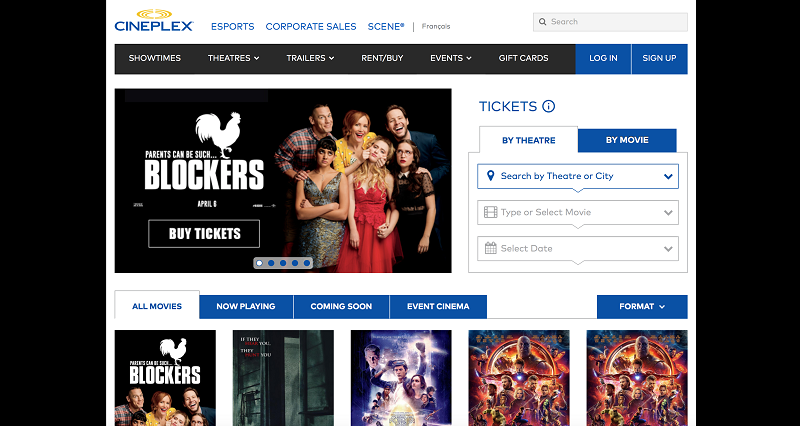 CINEPLEX
ESPORTS CORPORATE SALES SCENE® | Français
Search
SHOWTIMES THEATRES TRAILERS RENT/BUY EVENTS GIFT CARDS LOG IN SIGN UP
PARENTS CAN BE SUCH...
BLOCKERS
APRIL 6
BUY TICKETS
TICKETS
BY THEATRE BY MOVIE
Search by Theatre or City
Type or Select Movie
Select Date
ALL MOVIES NOW PLAYING COMING SOON EVENT CINEMA FORMAT
PARENTS CAN BE SUCH...
BLOCKERS
IF THEY
HEAR YOU,
THEY
HUNT YOU